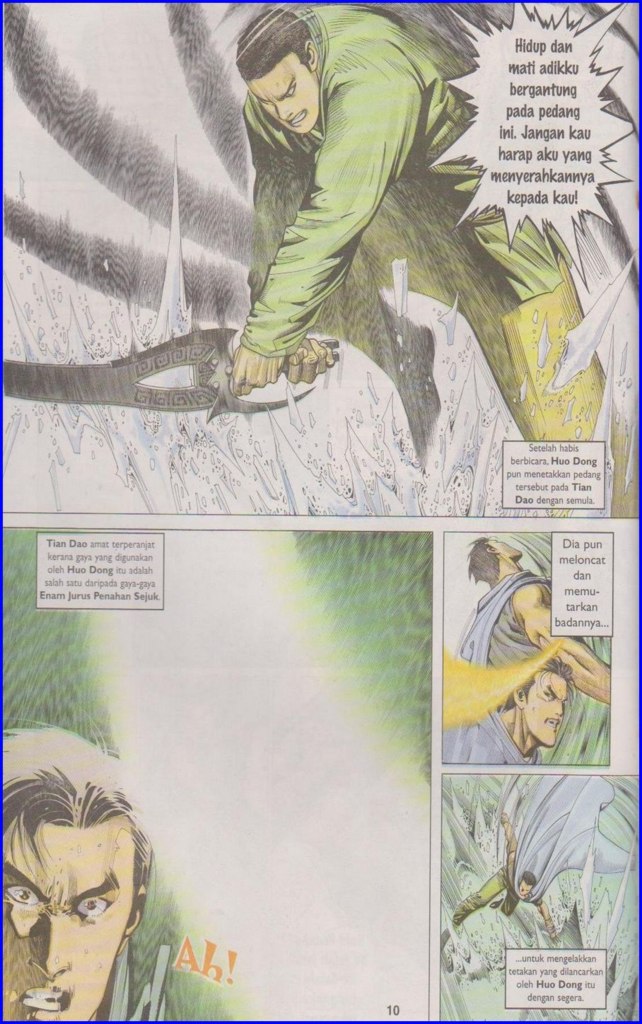 Hidup dan
mati adikku
bergantung
pada pedang
ini. Jangan kau
harap aku yang
menyerahkannya
kepada kau!
Setelah habis
berbicara, Huo Dong
pun menetakkan pedang
tersebut pada Tian
Dao dengan semula.
Tian Dao amat terperanjat
kerana gaya yang digunakan
oleh Huo Dong itu adalah
salah satu daripada gaya-gaya
Enam Jurus Penahan Sejuk.
Ah!
Dia pun
meloncat
dan
memu-
tarkan
badannya...
...untuk mengelakkan
tetakan yang dilancarkan
oleh Huo Dong itu
dengan segera.
10